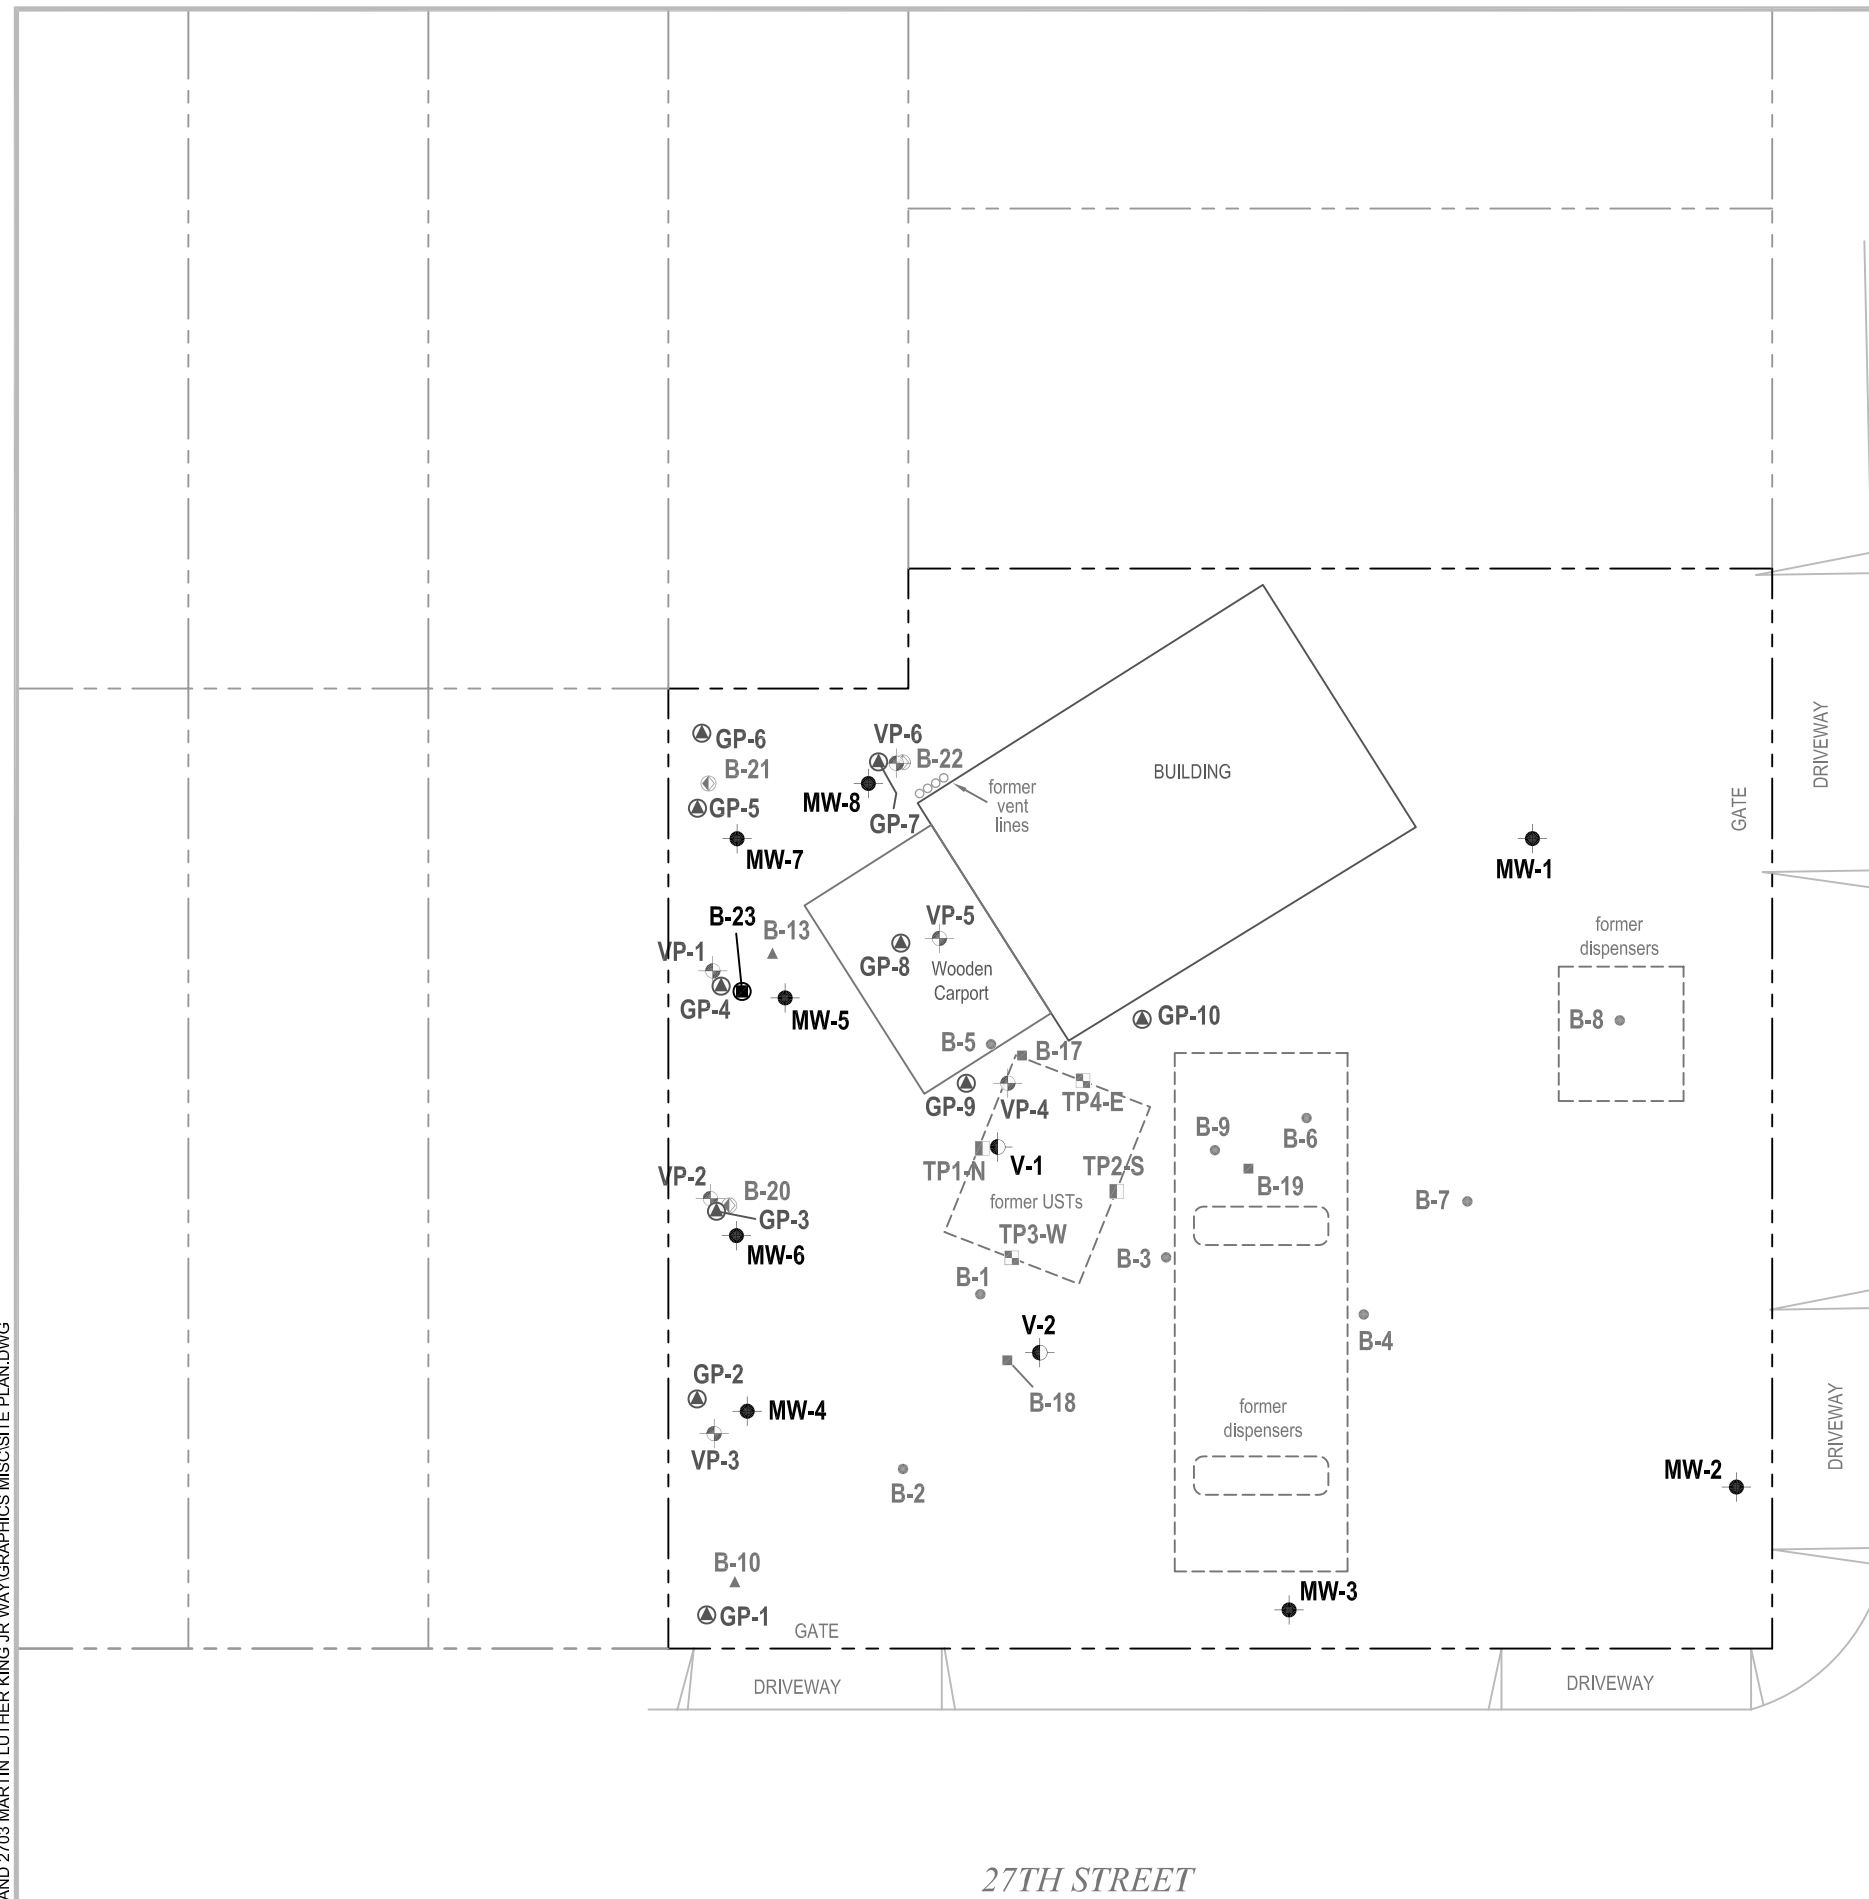 VP-6
GP-6
B-22
B-21
BUILDING
DRIVEWAY
former
vent
lines
MW-8
GP-5
GP-7
GATE
MW-7
MW-1
B-23
VP-5
B-13
former
dispensers
VP-1
GP-8
Wooden
Carport
GP-4
MW-5
GP-10
B-8
B-5
B-17
GP-9
VP-4
TP4-E
B-9
B-6
V-1
TP1-N
TP2-S
VP-2
B-20
B-19
former USTs
B-7
GP-3
TP3-W
MW-6
B-3
B-1
V-2
B-4
GP-2
B-18
MW-4
former
dispensers
DRIVEWAY
VP-3
MW-2
B-2
B-10
MW-3
GP-1
GATE
DRIVEWAY
DRIVEWAY
27TH STREET
AND 2703 MARTIN LUTHER KING JR WAY\GRAPHICS MISC\SITE PLAN.DWG